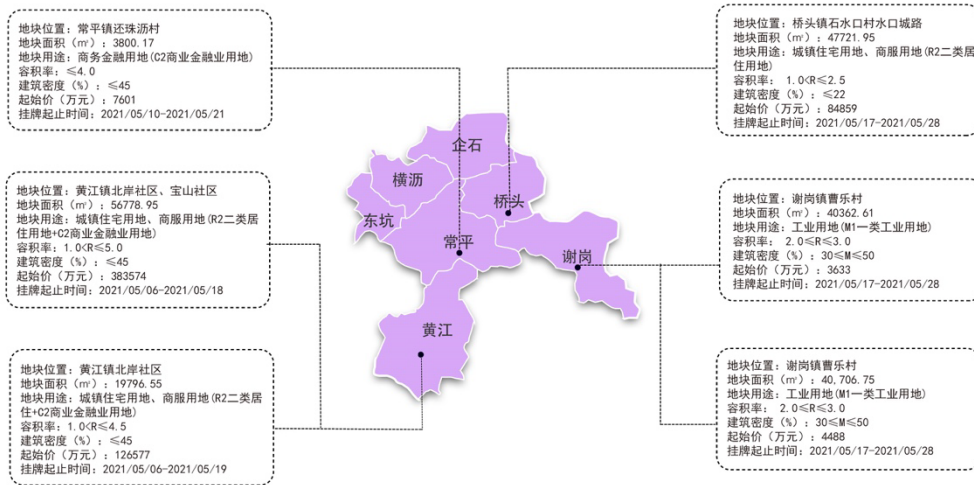 地块位置：常平镇还珠沥村
地块面积（㎡）：3800.17
地块用途：商务金融用地(C2商业金融业用地)
容积率：≤4.0
建筑密度（%）：≤45
起始价（万元）：7601
挂牌起止时间：2021/05/10-2021/05/21
地块位置：黄江镇北岸社区、宝山社区
地块面积（㎡）：56778.95
地块用途：城镇住宅用地、商服用地(R2二类居
住用地+C2商业金融业用地)
容积率：1.0<R≤5.0
建筑密度（%）：≤45
起始价（万元）：383574
挂牌起止时间：2021/05/06-2021/05/18
地块位置：黄江镇北岸社区
地块面积（㎡）：19796.55
地块用途：城镇住宅用地、商服用地(R2二类居
住+C2商业金融业用地)
容积率：1.0<R≤4.5
建筑密度（%）：≤45
起始价（万元）：126577
挂牌起止时间：2021/05/06-2021/05/19
企石
横沥
桥头
东坑
常平
谢岗
黄江
地块位置：桥头镇石水口村水口城路
地块面积（㎡）：47721.95
地块用途：城镇住宅用地、商服用地(R2二类居
住用地)
容积率： 1.0<R≤2.5
建筑密度（%）：≤22
起始价（万元）：84859
挂牌起止时间：2021/05/17-2021/05/28
地块位置：谢岗镇曹乐村
地块面积（㎡）：40362.61
地块用途：工业用地(M1一类工业用地)
容积率： 2.0≤R≤3.0
建筑密度（%）：30≤M≤50
起始价（万元）：3633
挂牌起止时间：2021/05/17-2021/05/28
地块位置：谢岗镇曹乐村
地块面积（㎡）：40,706.75
地块用途：工业用地(M1一类工业用地)
容积率： 2.0≤R≤3.0
建筑密度（%）：30≤M≤50
起始价（万元）：4488
挂牌起止时间：2021/05/17-2021/05/28